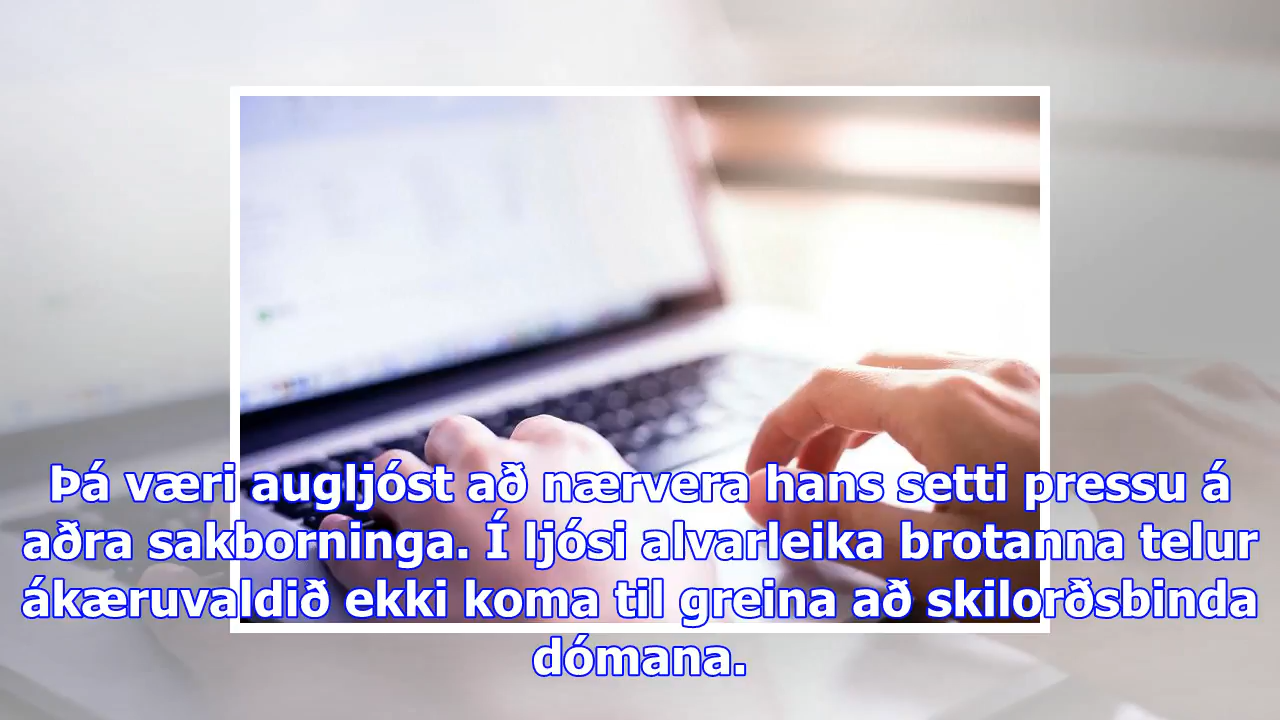 Þá væri augljóst að nærvera hans setti pressu á
aðra sakborninga. Í ljósi alvarleika brotanna telur
ákæruvaldið ekki koma til greina að skilorðsbinda
dómana.